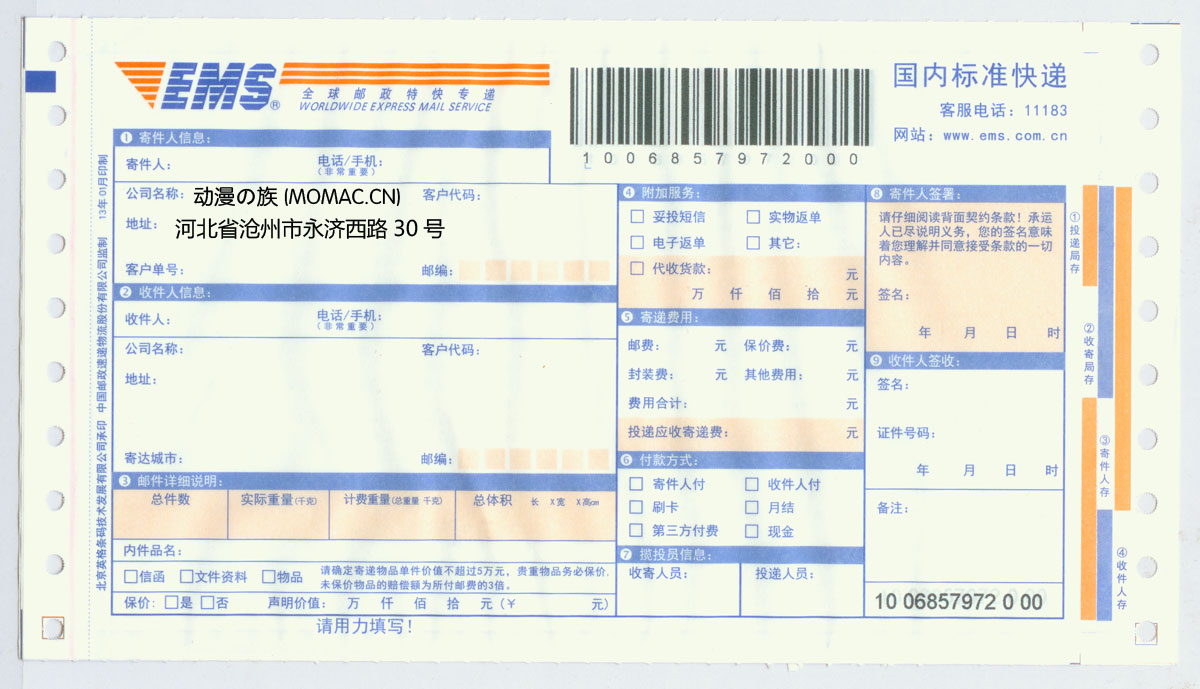 EMS®
全球邮政特快专递
WORLDWIDE EXPRESS MAIL SERVICE
1 0 0 6 8 5 7 9 7 2 0 0 0
国内标准快递
客服电话：11183
网站：www.ems.com.cn
❶ 寄件人信息：
寄件人： 电话/手机：
（非常重要）
公司名称： 动漫の族 (MOMAC.CN) 客户代码：
地址： 河北省沧州市永济西路 30 号
客户单号： 邮编：
❷ 收件人信息：
收件人： 电话/手机：
（非常重要）
公司名称： 客户代码：
地址：
寄达城市： 邮编：
❸ 邮件详细说明：
总件数 实际重量(千克) 计费重量(总重量 千克) 总体积 长 X宽 X高cm
内件品名：
信函 文件资料 物品
请确定寄递物品单件价值不超过5万元，贵重物品务必保价，
未保价物品的赔偿额为所付邮费的3倍。
保价： 是 否 声明价值： 万 仟 佰 拾 元（￥ 元）
请用力填写！
❹ 附加服务：
妥投短信 实物返单
电子返单 其它：
代收货款： 元
万 仟 佰 拾 元
❺ 寄递费用：
邮费： 元 保价费： 元
封装费： 元 其他费用： 元
费用合计： 元
投递应收寄递费： 元
❻ 付款方式：
寄件人付 收件人付
刷卡 月结
第三方付费 现金
❼ 揽投员信息：
收寄人员： 投递人员：
❽ 寄件人签署：
请仔细阅读背面契约条款！承运
人已尽说明义务，您的签名意味
着您理解并同意接受条款的一切
内容。
签名：
年 月 日 时
❾ 收件人签收：
签名：
证件号码：
年 月 日 时
备注：
10 06857972 0 00
①投递局存
②收寄局存
③寄件人存
④收件人存
北京英格条码技术发展有限公司承印 中国邮政速递物流股份有限公司监制 13年01月印制